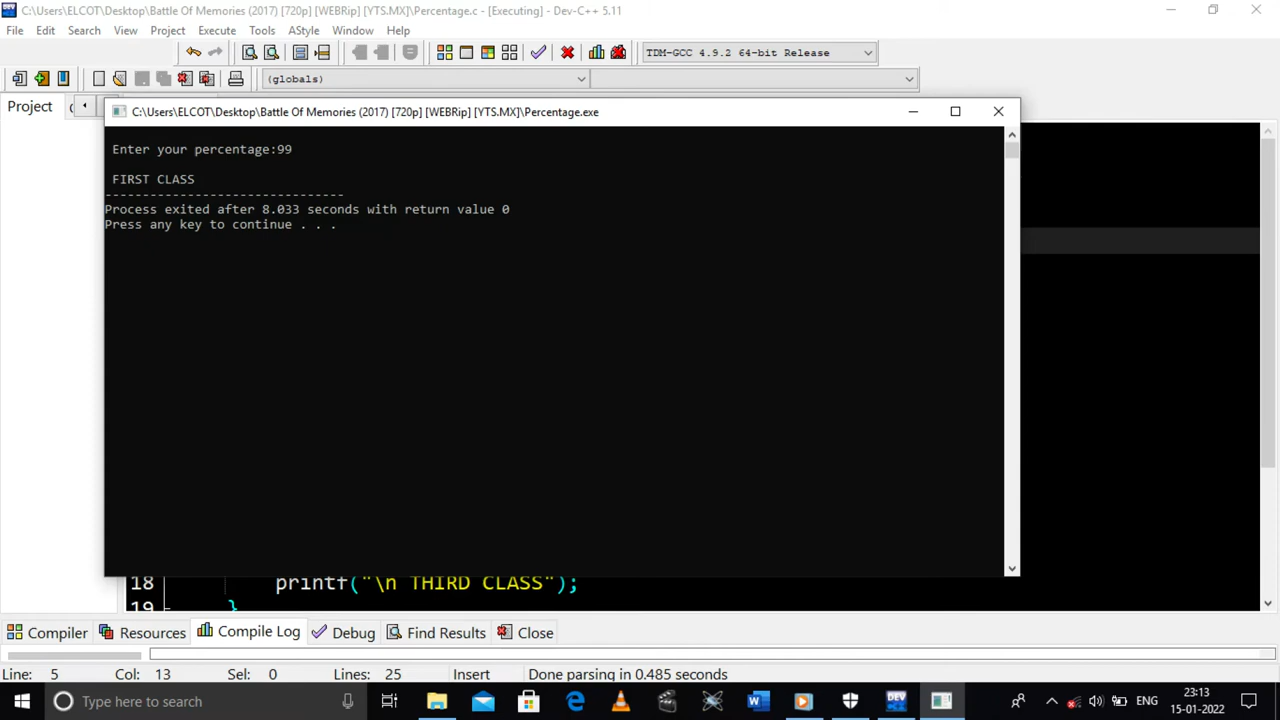 C:\Users\ELCOT\Desktop\Battle Of Memories (2017) [720p] [WEBRip] [YTS.MX]\Percentage.c - [Executing] - Dev-C++ 5.11
File Edit Search View Project Execute Tools AStyle Window Help
TDM-GCC 4.9.2 64-bit Release
(globals)
Project
C:\Users\ELCOT\Desktop\Battle Of Memories (2017) [720p] [WEBRip] [YTS.MX]\Percentage.exe
Enter your percentage:99
FIRST CLASS
--------------------------------
Process exited after 8.033 seconds with return value 0
Press any key to continue . . .
18 printf("\n THIRD CLASS");
19 }
Compiler Resources Compile Log Debug Find Results Close
Line: 5 Col: 13 Sel: 0 Lines: 25 Insert Done parsing in 0.485 seconds
Type here to search
ENG
23:13
15-01-2022